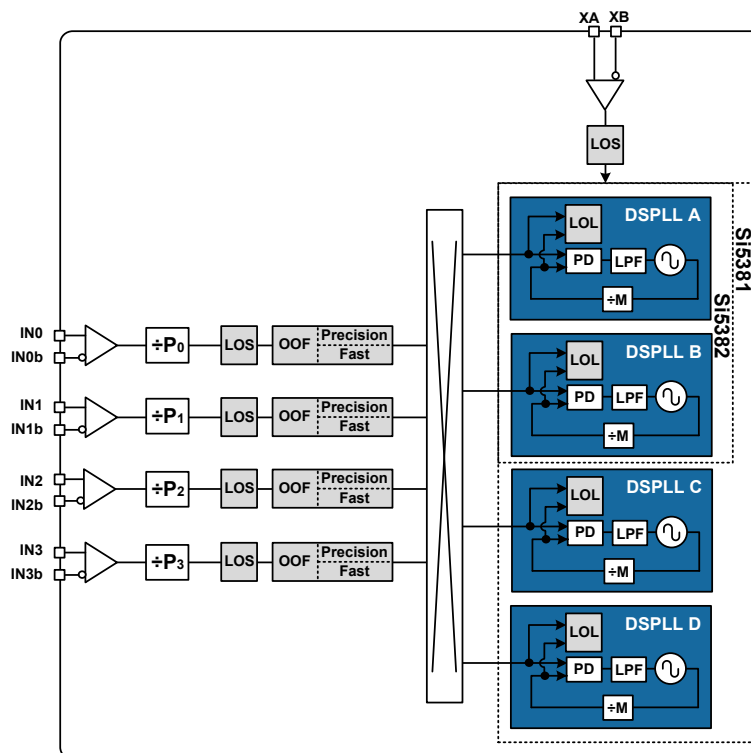 XA XB
LOS
DSPLL A
LOL
PD LPF
÷M
Si5381
Si5382
DSPLL B
LOL
PD LPF
÷M
DSPLL C
LOL
PD LPF
÷M
DSPLL D
LOL
PD LPF
÷M
IN0
IN0b
÷P0 LOS OOF Precision
Fast
IN1
IN1b
÷P1 LOS OOF Precision
Fast
IN2
IN2b
÷P2 LOS OOF Precision
Fast
IN3
IN3b
÷P3 LOS OOF Precision
Fast